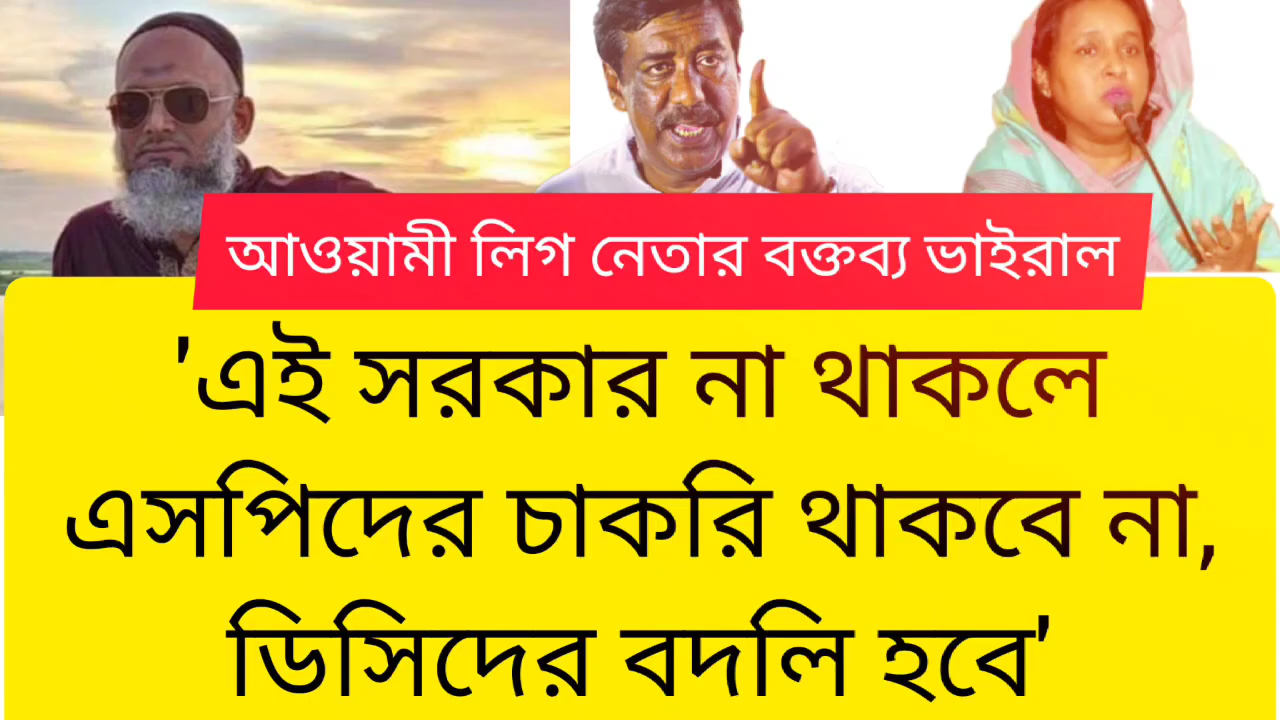 আওয়ামী লিগ নেতার বক্তব্য ভাইরাল
'এই সরকার না থাকলে
এসপিদের চাকরি থাকবে না,
ডিসিদের বদলি হবে'